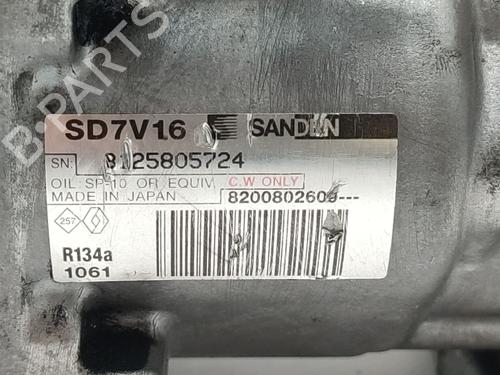 B-PARTS
SD7V16 SANDEN
SN: 8125805724
OIL: SP-10 OR EQUIV. C.W ONLY
MADE IN JAPAN 8200802609---
257
R134a
1061